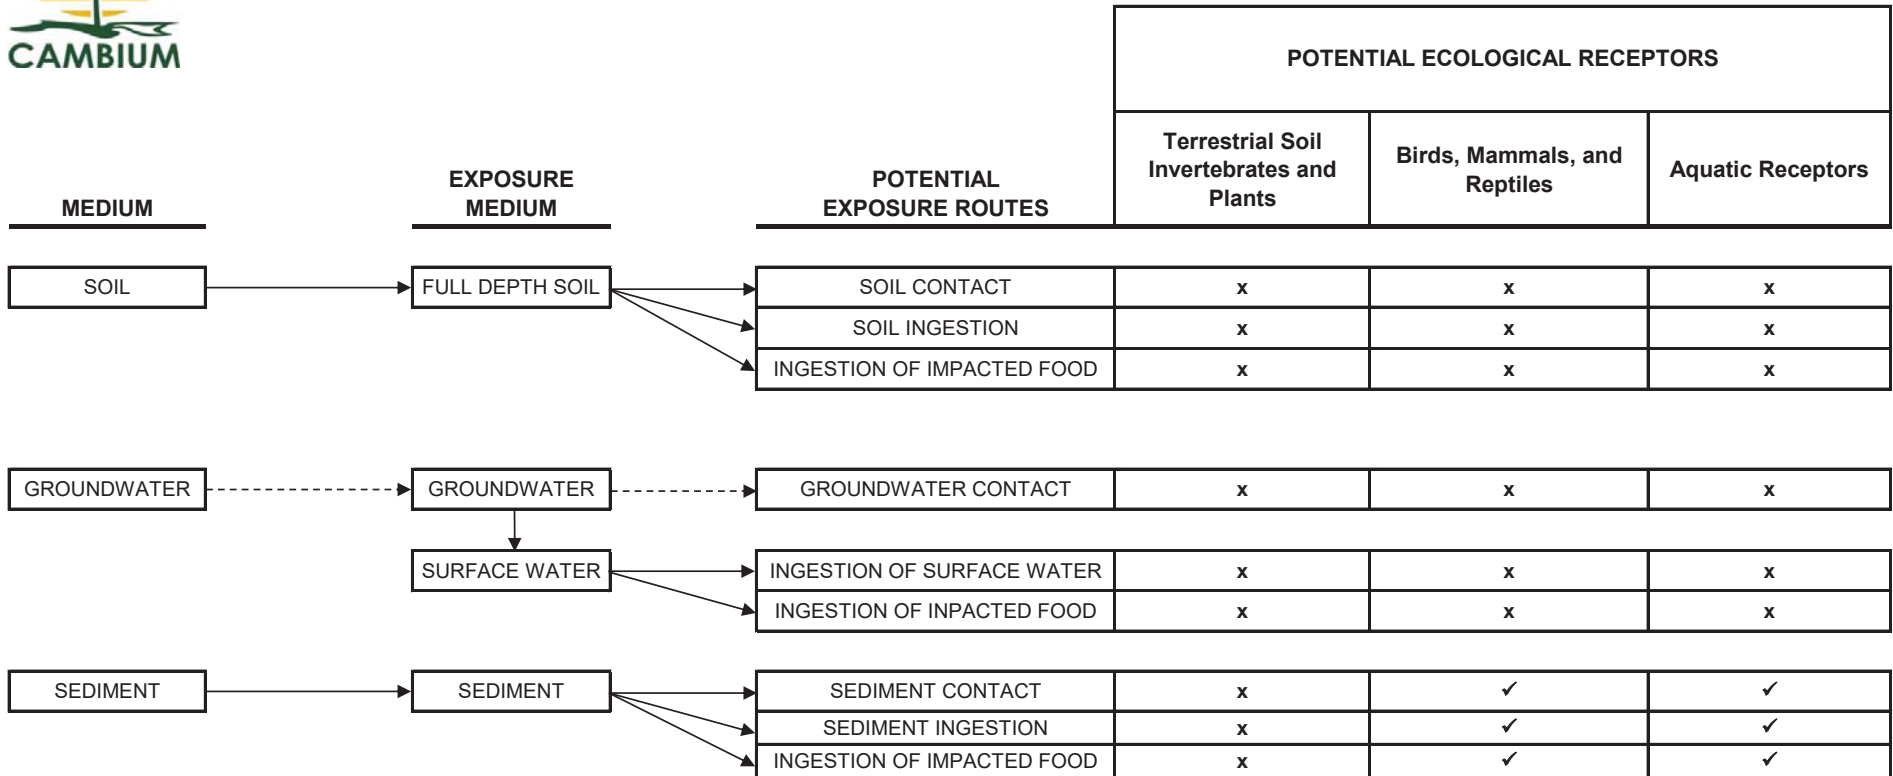 CAMBIUM
POTENTIAL ECOLOGICAL RECEPTORS
MEDIUM
EXPOSURE
MEDIUM
POTENTIAL
EXPOSURE ROUTES
Terrestrial Soil
Invertebrates and
Plants
Birds, Mammals, and
Reptiles
Aquatic Receptors
SOIL
FULL DEPTH SOIL
SOIL CONTACT x x x
SOIL INGESTION x x x
INGESTION OF IMPACTED FOOD x x x
GROUNDWATER
GROUNDWATER
GROUNDWATER CONTACT x x x
SURFACE WATER
INGESTION OF SURFACE WATER x x x
INGESTION OF INPACTED FOOD x x x
SEDIMENT
SEDIMENT
SEDIMENT CONTACT x ✓ ✓
SEDIMENT INGESTION x ✓ ✓
INGESTION OF IMPACTED FOOD x ✓ ✓